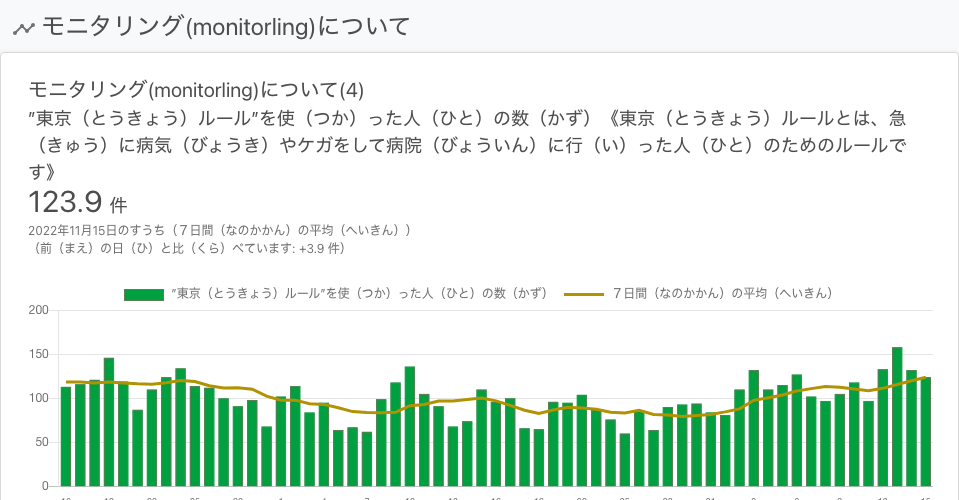 モニタリング(monitorling)について
モニタリング(monitorling)について(4)
”東京（とうきょう）ルール”を使（つか）った人（ひと）の数（かず）《東京（とうきょう）ルールとは、急
（きゅう）に病気（びょうき）やケガをして病院（びょういん）に行（い）った人（ひと）のためのルールで
す》
123.9 件
2022年11月15日のすうち（７日間（なのかかん）の平均（へいきん））
（前（まえ）の日（ひ）と比（くら）べています: +3.9 件）
”東京（とうきょう）ルール”を使（つか）った人（ひと）の数（かず） ７日間（なのかかん）の平均（へいきん）
200
150
100
50
0